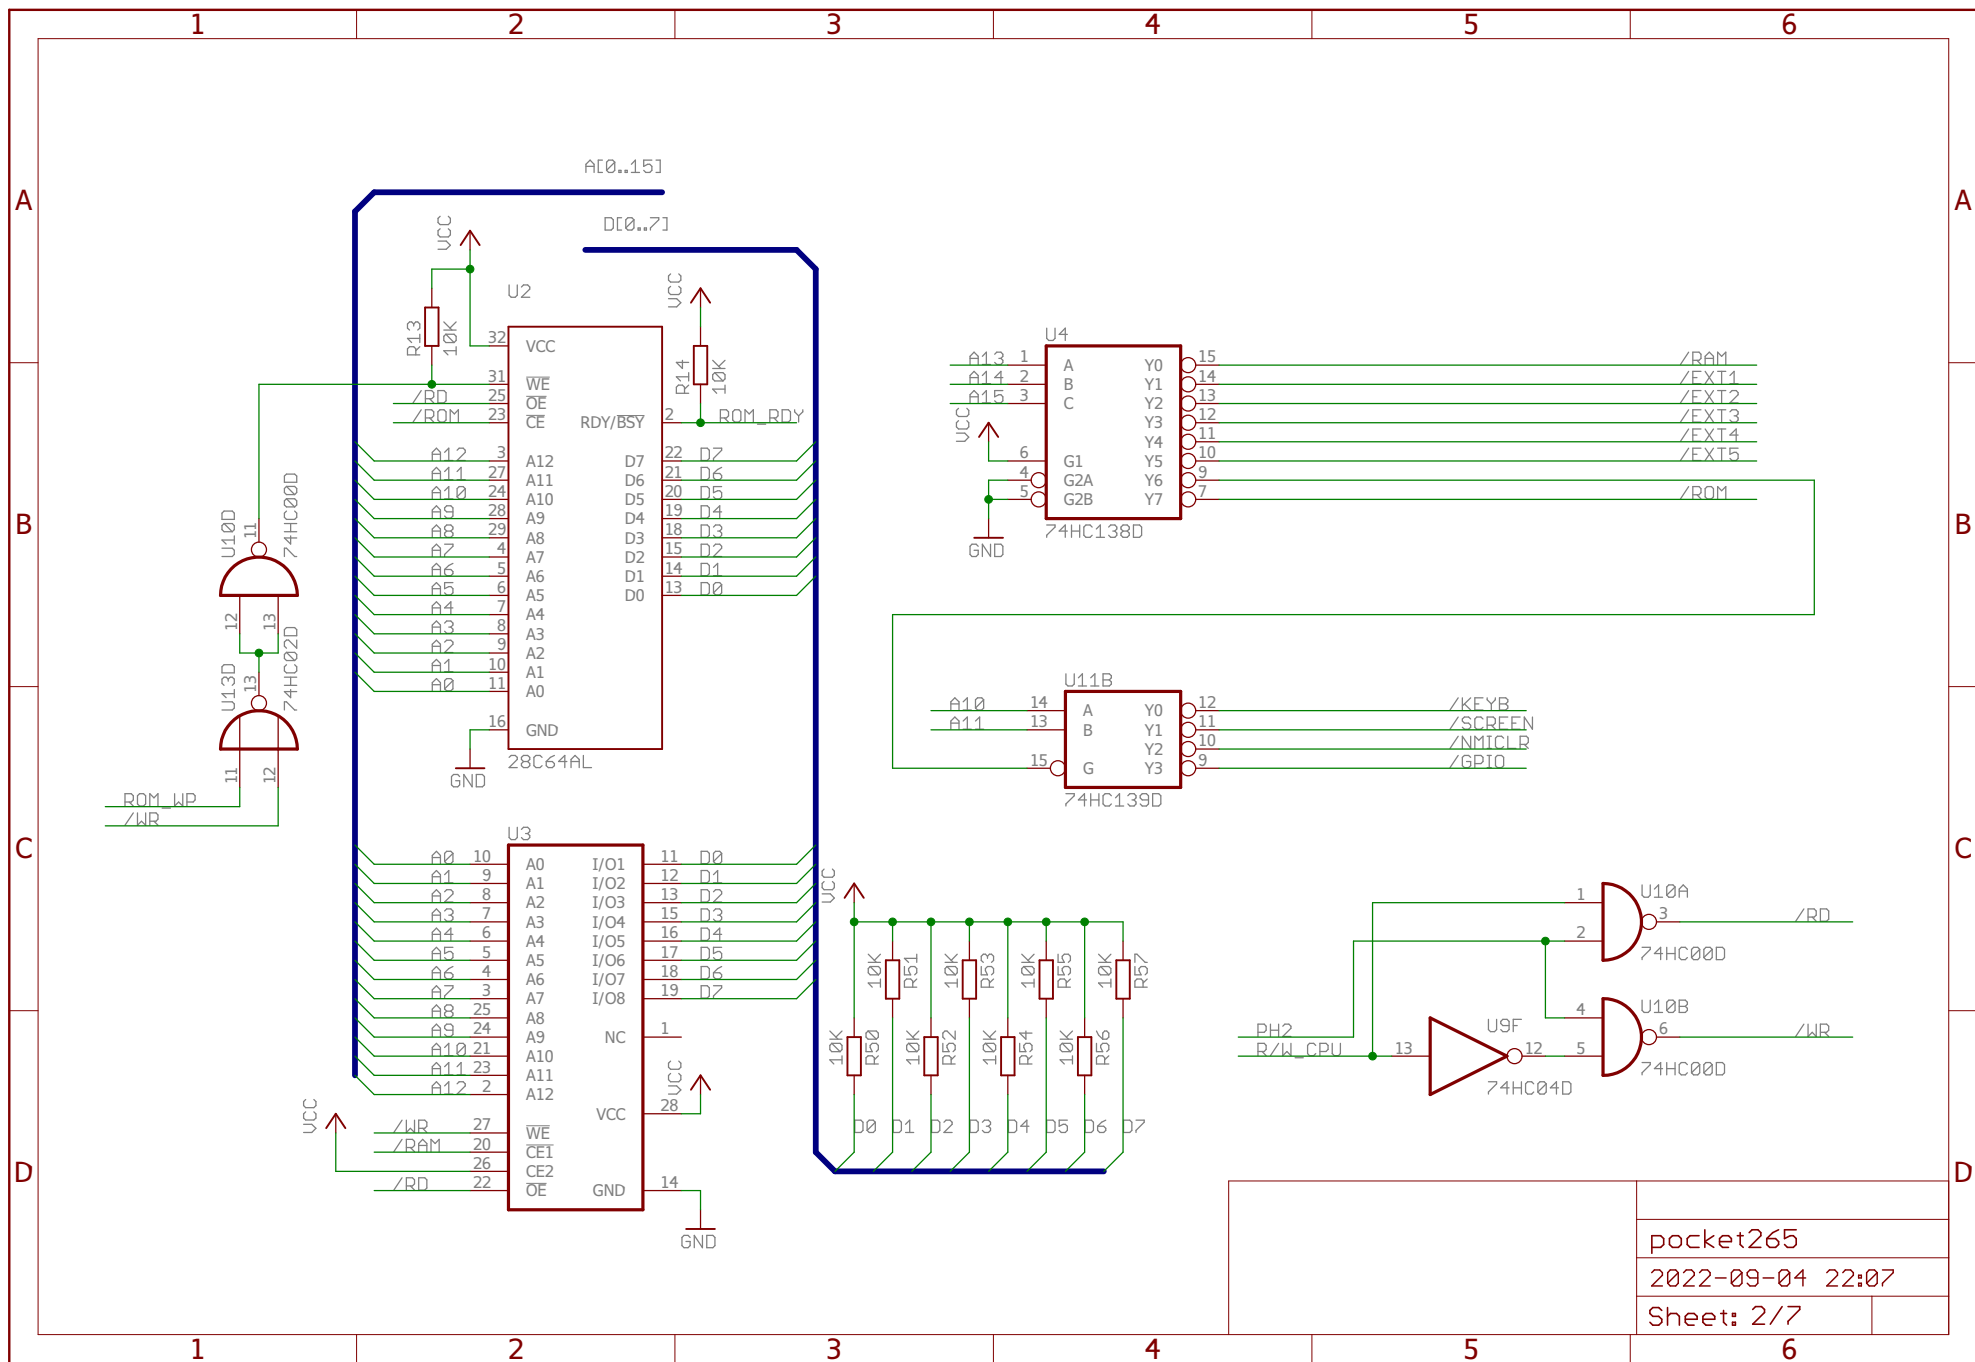 1 2 3 4 5 6
A A
B B
C C
D D
A[0..15]
D[0..7]
VCC
R13
10K
U2
32 VCC
31 WE
/RD 25 OE
/ROM 23 CE
A12 3 A12
A11 27 A11
A10 24 A10
A9 28 A9
A8 29 A8
A7 4 A7
A6 5 A6
A5 6 A5
A4 7 A4
A3 8 A3
A2 9 A2
A1 10 A1
A0 11 A0
16 GND
GND
28C64AL
VCC
R14
10K
RDY/BSY 2 ROM_RDY
D7 22 D7
D6 21 D6
D5 20 D5
D4 19 D4
D3 18 D3
D2 15 D2
D1 14 D1
D0 13 D0
U10D
74HC00D
11
12 13
U13D
74HC02D
13
11 12
ROM_WP
/WR
U3
A0 10 A0
A1 9 A1
A2 8 A2
A3 7 A3
A4 6 A4
A5 5 A5
A6 4 A6
A7 3 A7
A8 25 A8
A9 24 A9
A10 21 A10
A11 23 A11
A12 2 A12
/WR 27 WE
/RAM 20 CE1
VCC 26 CE2
/RD 22 OE
I/O1 11 D0
I/O2 12 D1
I/O3 13 D2
I/O4 15 D3
I/O5 16 D4
I/O6 17 D5
I/O7 18 D6
I/O8 19 D7
NC 1
VCC 28 VCC
GND 14
GND
U4
A13 1 A
A14 2 B
A15 3 C
VCC
6 G1
4 G2A
5 G2B
GND
Y0 15 /RAM
Y1 14 /EXT1
Y2 13 /EXT2
Y3 12 /EXT3
Y4 11 /EXT4
Y5 10 /EXT5
Y6 9
Y7 7 /ROM
74HC138D
U11B
A10 14 A
A11 13 B
15 G
Y0 12 /KEYB
Y1 11 /SCREEN
Y2 10 /NMICLR
Y3 9 /GPIO
74HC139D
VCC
10K R51
10K R53
10K R55
10K R57
10K R50
10K R52
10K R54
10K R56
D0 D1 D2 D3 D4 D5 D6 D7
PH2
R/W_CPU
13 U9F 12
74HC04D
1 U10A
2 3 /RD
74HC00D
4 U10B
5 6 /WR
74HC00D
pocket265
2022-09-04 22:07
Sheet: 2/7
1 2 3 4 5 6